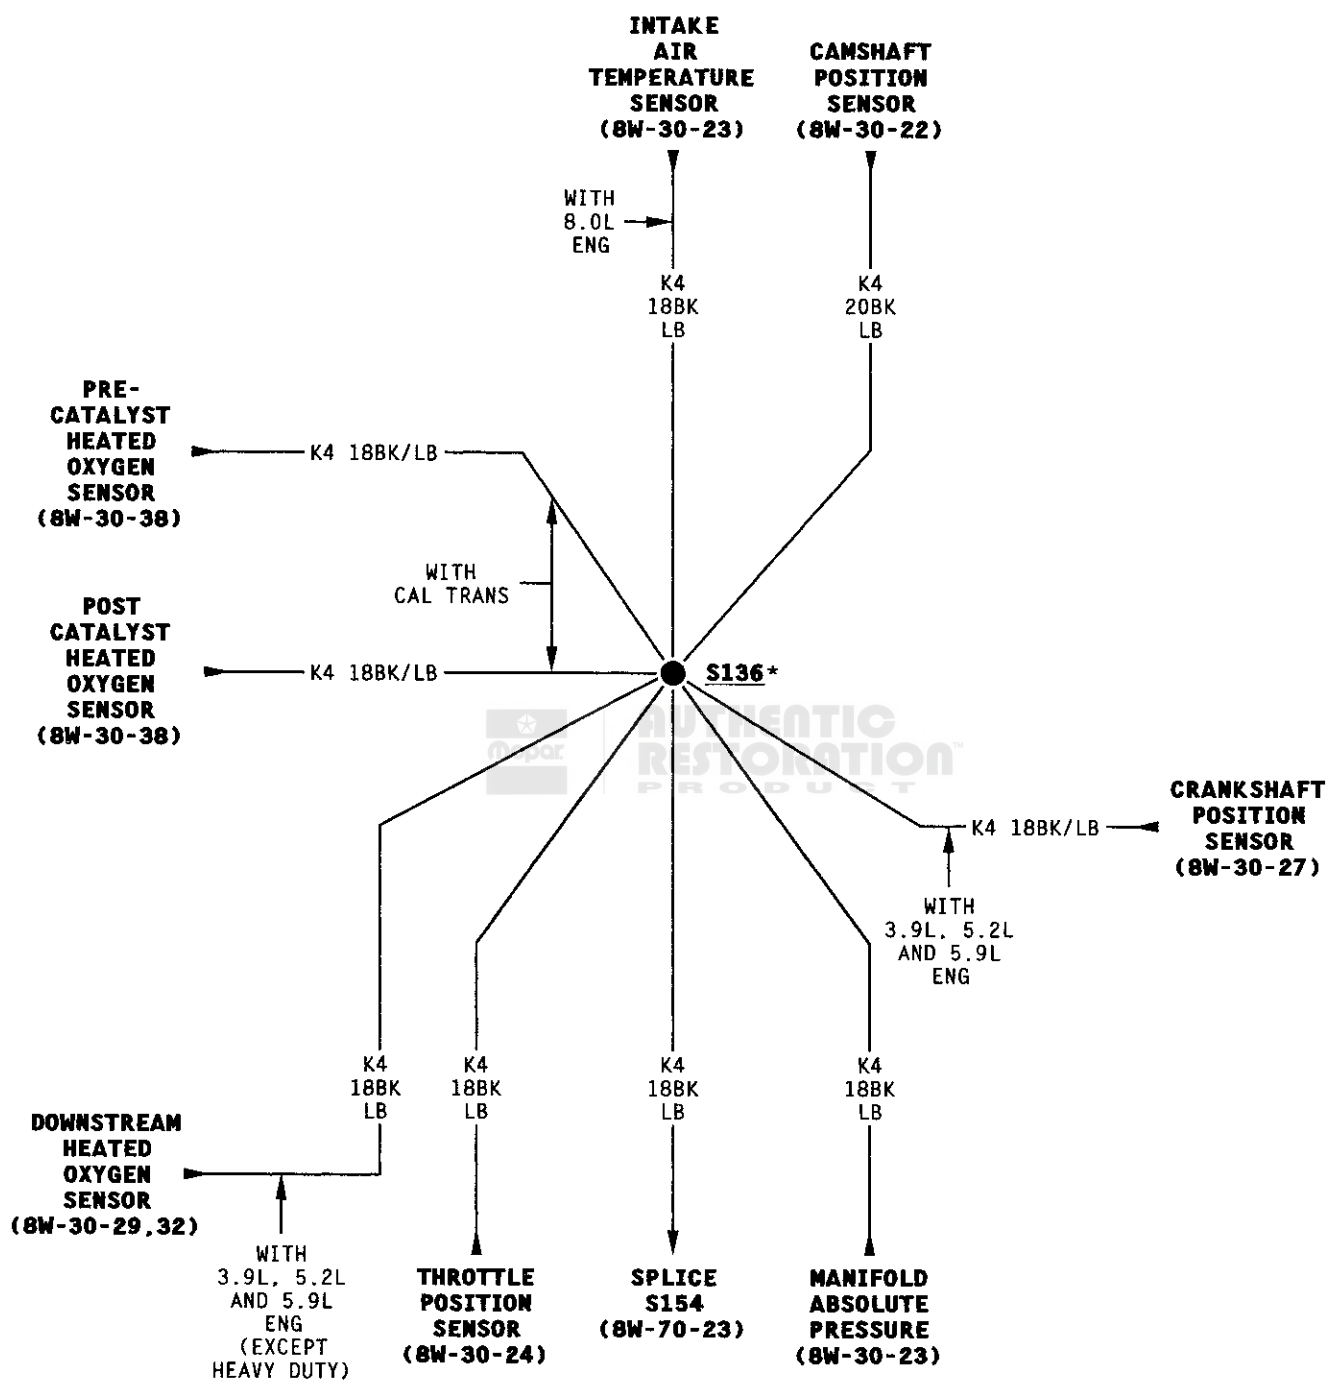 INTAKE
AIR
TEMPERATURE
SENSOR
(8W-30-23)
CAMSHAFT
POSITION
SENSOR
(8W-30-22)
WITH
8.0L
ENG
K4
18BK
LB
K4
20BK
LB
PRE-
CATALYST
HEATED
OXYGEN
SENSOR
(8W-30-38)
K4 18BK/LB
WITH
CAL TRANS
POST
CATALYST
HEATED
OXYGEN
SENSOR
(8W-30-38)
K4 18BK/LB
S136*
mopar
AUTHENTIC
RESTORATION™
PRODUCT
CRANKSHAFT
POSITION
SENSOR
(8W-30-27)
K4 18BK/LB
WITH
3.9L, 5.2L
AND 5.9L
ENG
K4
18BK
LB
K4
18BK
LB
K4
18BK
LB
K4
18BK
LB
DOWNSTREAM
HEATED
OXYGEN
SENSOR
(8W-30-29,32)
WITH
3.9L, 5.2L
AND 5.9L
ENG
(EXCEPT
HEAVY DUTY)
THROTTLE
POSITION
SENSOR
(8W-30-24)
SPLICE
S154
(8W-70-23)
MANIFOLD
ABSOLUTE
PRESSURE
(8W-30-23)